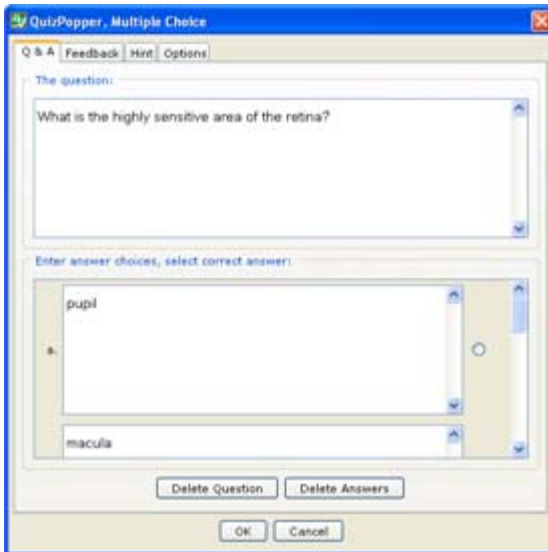 QuizPopper, Multiple Choice
Q & A Feedback Hint Options
The question:
What is the highly sensitive area of the retina?
Enter answer choices, select correct answer:
pupil
a.
macula
Delete Question Delete Answers
OK Cancel